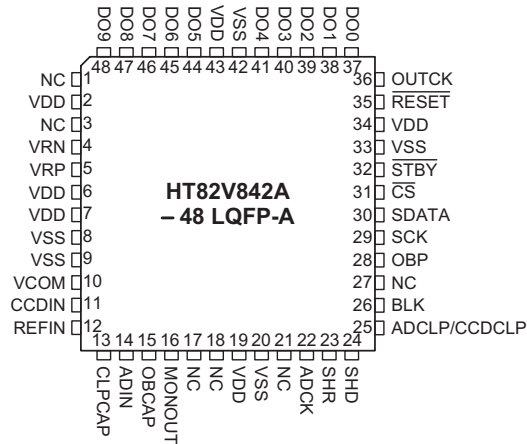 DO9 DO8 DO7 DO6 DO5 VDD VSS DO4 DO3 DO2 DO1 DO0
48 47 46 45 44 43 42 41 40 39 38 37
NC 1
VDD 2
NC 3
VRN 4
VRP 5
VDD 6
VDD 7
VSS 8
VSS 9
VCOM 10
CCDIN 11
REFIN 12
HT82V842A
– 48 LQFP-A
36 OUTCK
35 RESET
34 VDD
33 VSS
32 STBY
31 CS
30 SDATA
29 SCK
28 OBP
27 NC
26 BLK
25 ADCLP/CCDCLP
13 14 15 16 17 18 19 20 21 22 23 24
CLPCAP ADIN OBCAP MONOUT NC NC VDD VSS NC ADCK SHR SHD